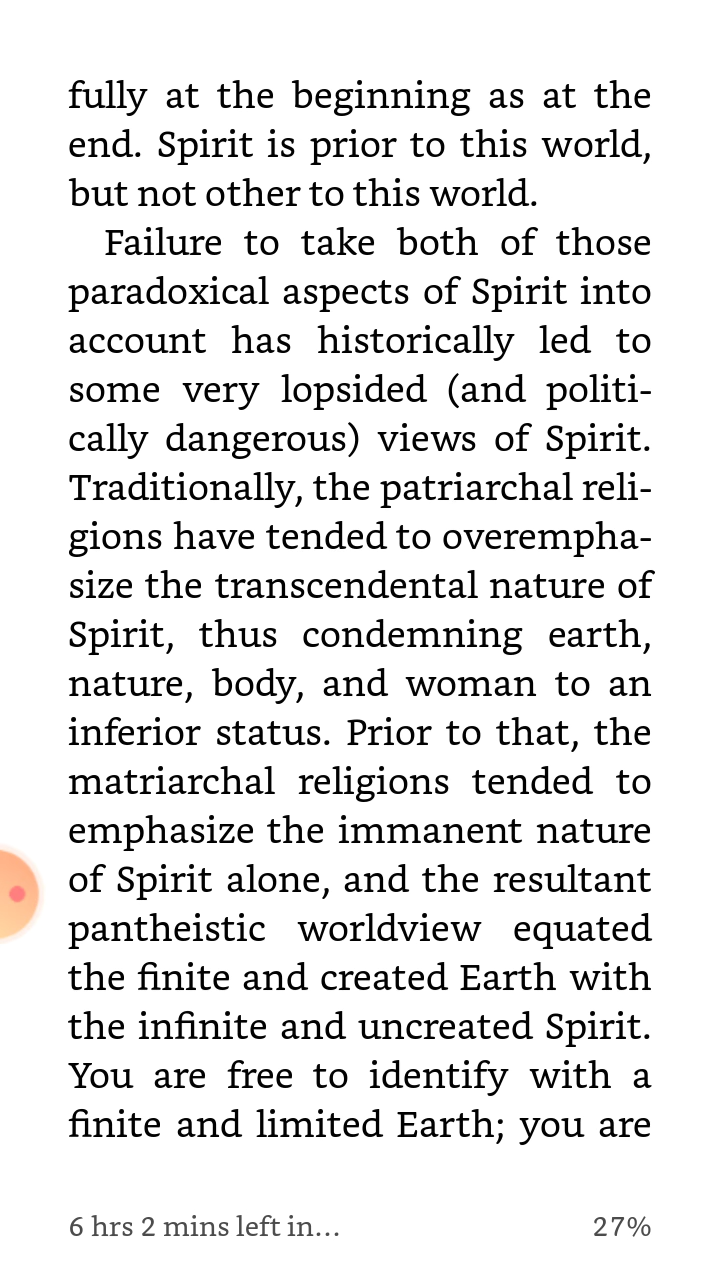 fully at the beginning as at the
end. Spirit is prior to this world,
but not other to this world.
Failure to take both of those
paradoxical aspects of Spirit into
account has historically led to
some very lopsided (and politi-
cally dangerous) views of Spirit.
Traditionally, the patriarchal reli-
gions have tended to overempha-
size the transcendental nature of
Spirit, thus condemning earth,
nature, body, and woman to an
inferior status. Prior to that, the
matriarchal religions tended to
emphasize the immanent nature
of Spirit alone, and the resultant
pantheistic worldview equated
the finite and created Earth with
the infinite and uncreated Spirit.
You are free to identify with a
finite and limited Earth; you are
6 hrs 2 mins left in... 27%